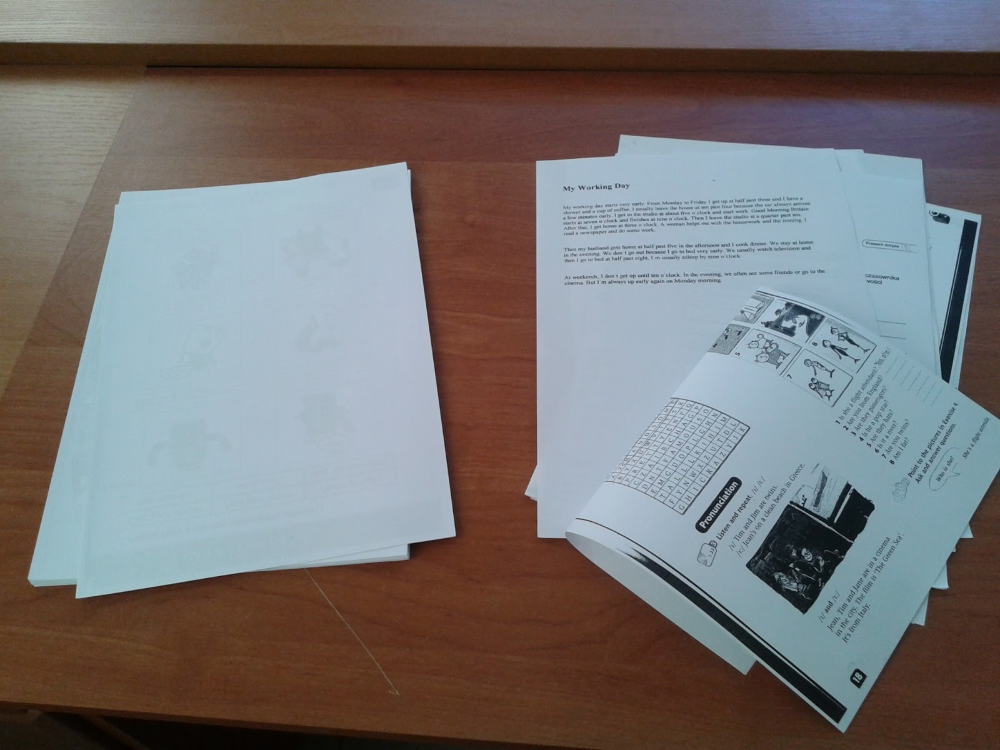 My Working Day
My working day starts very early. From Monday to Friday I get up at half past three and I have a
shower and a cup of coffee. I usually leave the house at ten past four because the car always arrives
a few minutes early. I get to the studio at about five o´clock and start work. Good Morning Britain
starts at seven o´clock and finishes at nine o´clock. Then I leave the studio at a quarter past ten.
After that, I get home at three o´clock. A woman helps me with the housework and the ironing. I
read a newspaper and do some work.
Then my husband gets home at half past five in the afternoon and I cook dinner. We stay at home
in the evening. We don´t go out because I go to bed very early. We usually watch television and
then I go to bed at half past eight, I´m usually asleep by nine o´clock.
At weekends, I don´t get up until ten o´clock. In the evening, we often see some friends or go to the
cinema. But I´m always up early again on Monday morning.
Present simple
czasownika
wości
5
7
8
1 Is she a flight attendant? Yes, she
2 Are you from England?
3 Are they passengers?
4 Is he a pop star?
5 Are they hats?
6 Is it a river?
7 Are you twins?
8 Am I fat?
Point to the pictures in Exercise 4.
Ask and answer questions.
Who is she?
She's a flight attenda
Pronunciation
1.23 3 Listen and repeat. /ɪ/ /iː/
/ɪ/ Tim and Jim are twins.
/iː/ Jean's on a clean beach in Greece.
/ɪ/ and /iː/
Jean, Tim and Jane are in a cinema
in the city. The film is 'The Green Sea'.
It's from Italy.
18